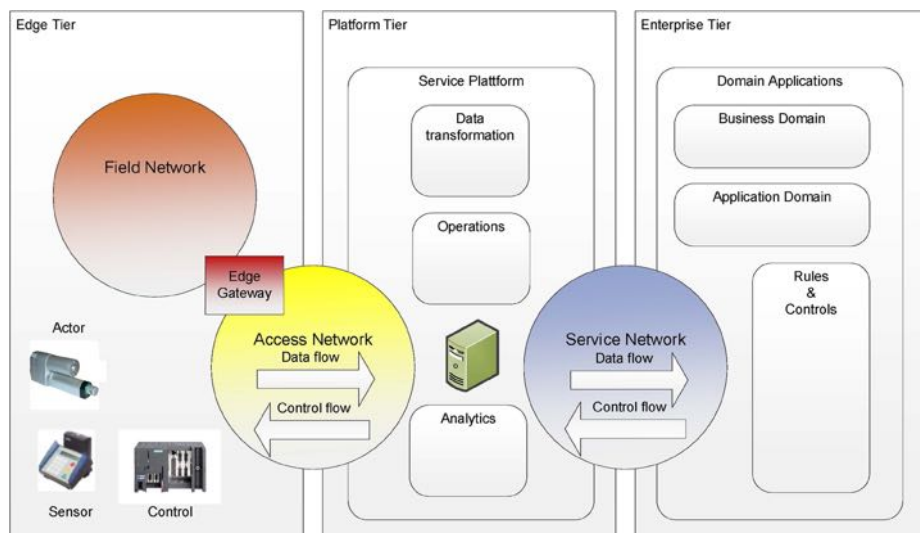 Edge Tier
Field Network
Edge
Gateway
Actor
Sensor
Control
Access Network
Data flow
Control flow
Platform Tier
Service Plattform
Data
transformation
Operations
Analytics
Service Network
Data flow
Control flow
Enterprise Tier
Domain Applications
Business Domain
Application Domain
Rules
&
Controls